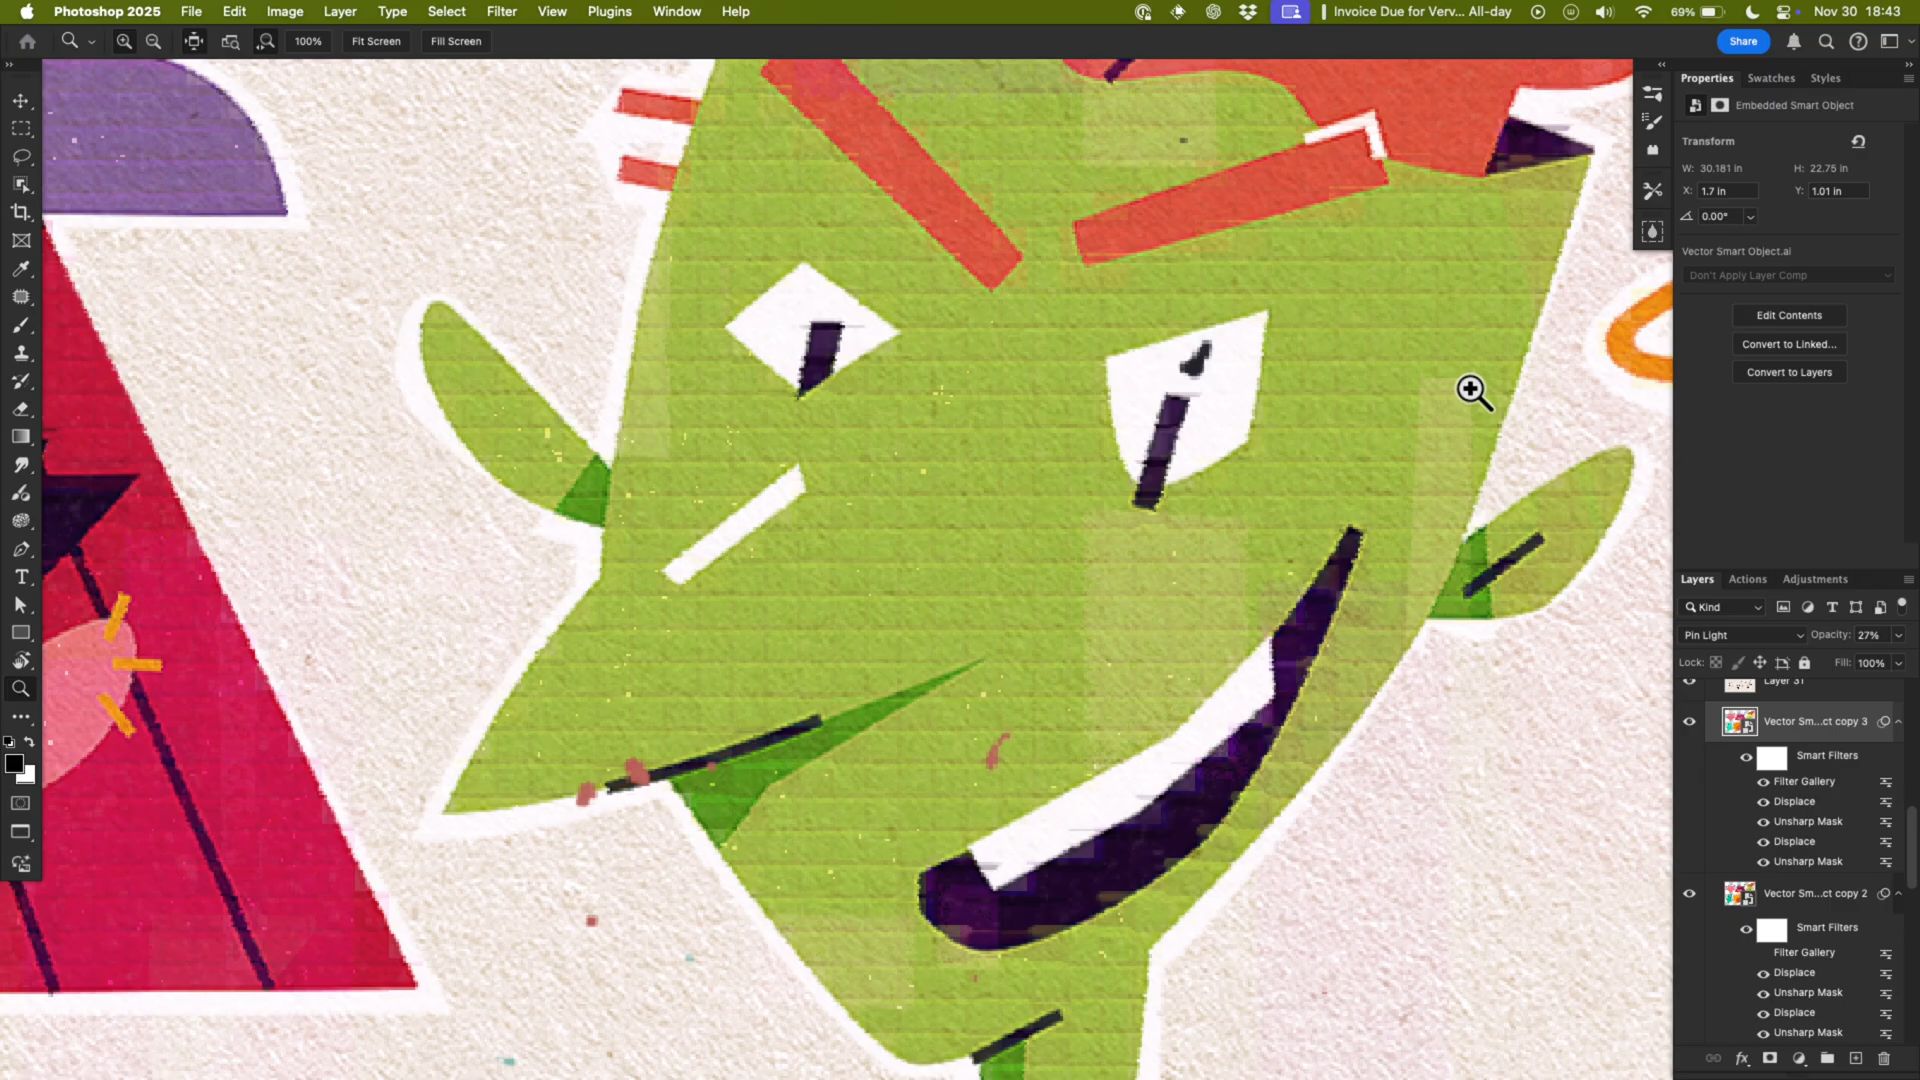 Photoshop 2025 File Edit Image Layer Type Select Filter View Plugins Window Help Invoice Due for Verv... All-day 69% Nov 30 18:43
100% Fit Screen Fill Screen Share
Properties Swatches Styles
Embedded Smart Object
Transform
W: 30.181 in H: 22.75 in
X: 1.7 in Y: 1.01 in
0.00°
Vector Smart Object.ai
Don't Apply Layer Comp
Edit Contents
Convert to Linked...
Convert to Layers
Layers Actions Adjustments
Kind
Pin Light Opacity: 27%
Lock: Fill: 100%
Layer 31
Vector Sm...ct copy 3
Smart Filters
Filter Gallery
Displace
Unsharp Mask
Displace
Unsharp Mask
Vector Sm...ct copy 2
Smart Filters
Filter Gallery
Displace
Unsharp Mask
Displace
Unsharp Mask